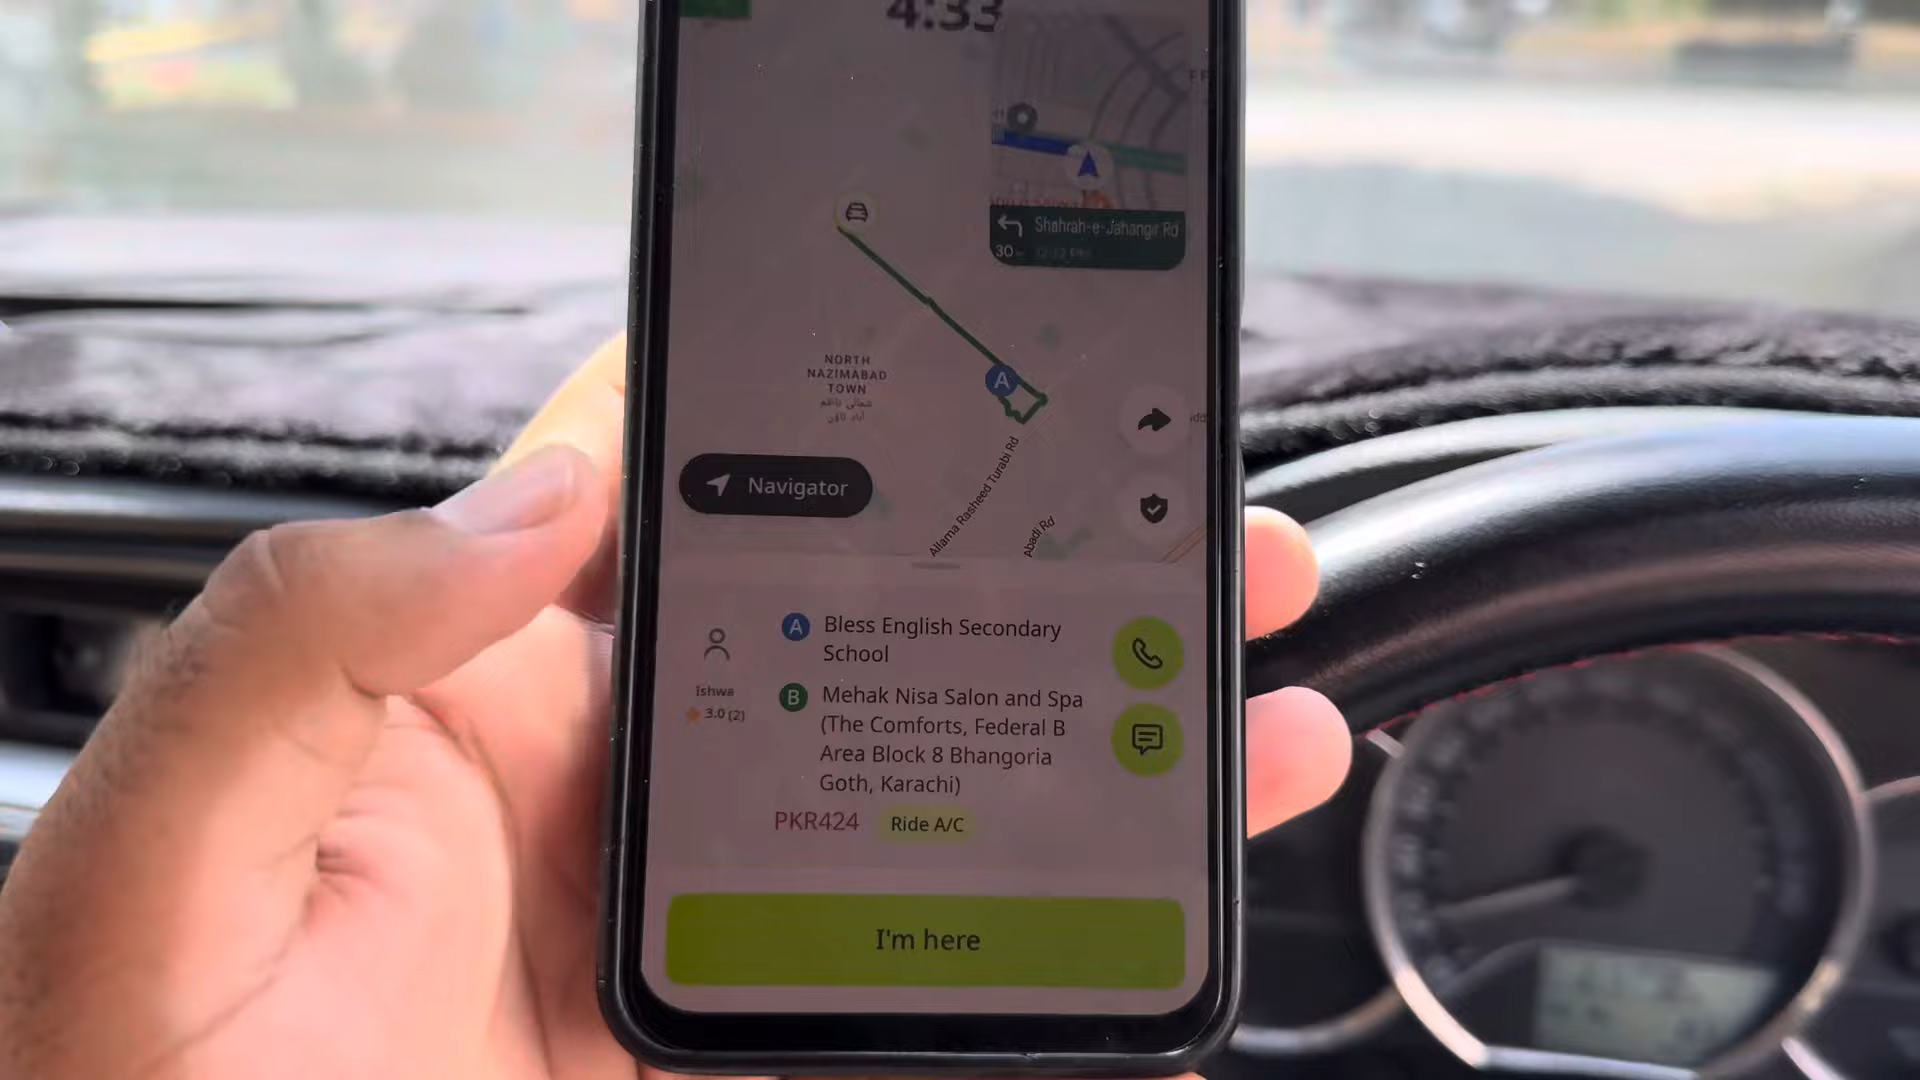 4:33
Shahrah-e-Jahangir Rd
30
NORTH
NAZIMABAD
TOWN
A
Allama Rasheed Turabi Rd
Abadi Rd
Navigator
A Bless English Secondary
School
Ishwa
3.0 (2)
B Mehak Nisa Salon and Spa
(The Comforts, Federal B
Area Block 8 Bhangoria
Goth, Karachi)
PKR424 Ride A/C
I'm here